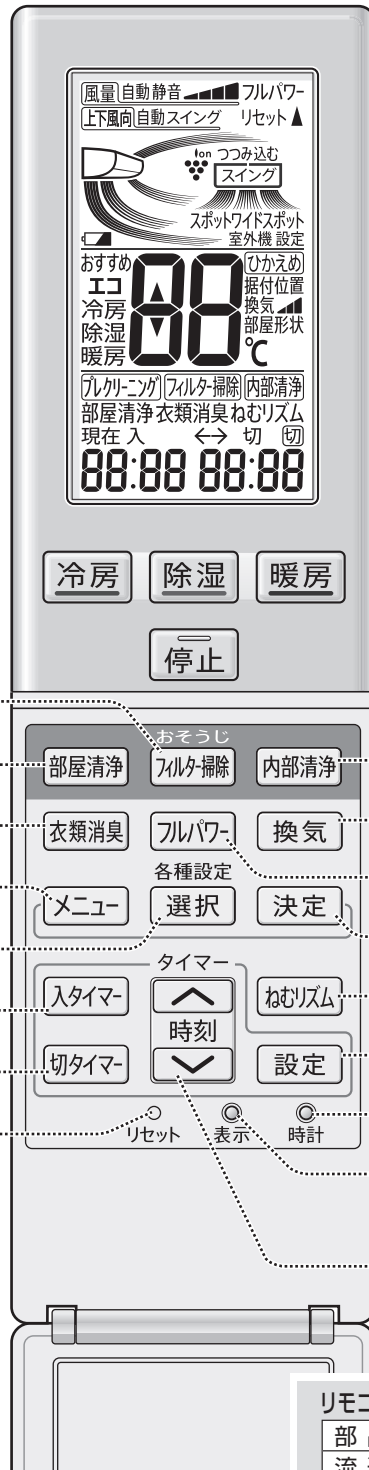 風量 自動 静音 フルパワー
上下風向 自動 スイング リセット▲
ion つつみ込む
スイング
スポットワイドスポット
室外機 設定
おすすめ ひかえめ
エコ 据付位置
冷房 88 換気
除湿 部屋形状
暖房 ℃
プレクリーニング フィルター掃除 内部清浄
部屋清浄 衣類消臭 ねむリズム
現在 入 ←→ 切 切
88:88 88:88
冷房 除湿 暖房
停止
おそうじ
部屋清浄 フィルター掃除 内部清浄
衣類消臭 フルパワー 換気
各種設定
メニュー 選択 決定
タイマー
入タイマー ねむリズム
時刻
切タイマー 設定
リセット 表示 時計
リモコ
部